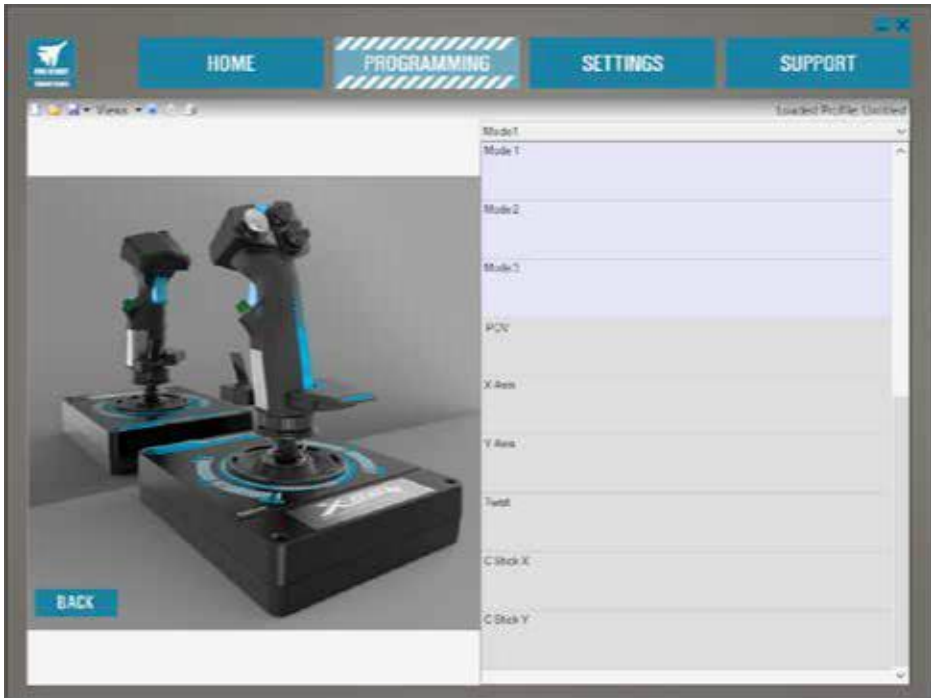 HOME
PROGRAMMING
SETTINGS
SUPPORT
Views
Loaded Profile: Untitled
Mode1
Mode 1
Mode 2
Mode 3
POV
X Axis
Y Axis
Twist
C Stick X
C Stick Y
BACK